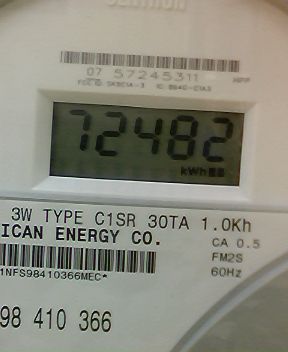 07 57245311
72482
kWh
3W TYPE C1SR 30TA 1.0Kh
ICAN ENERGY CO.
CA 0.5
FM2S
60Hz
1NFS98410366MEC*
98 410 366